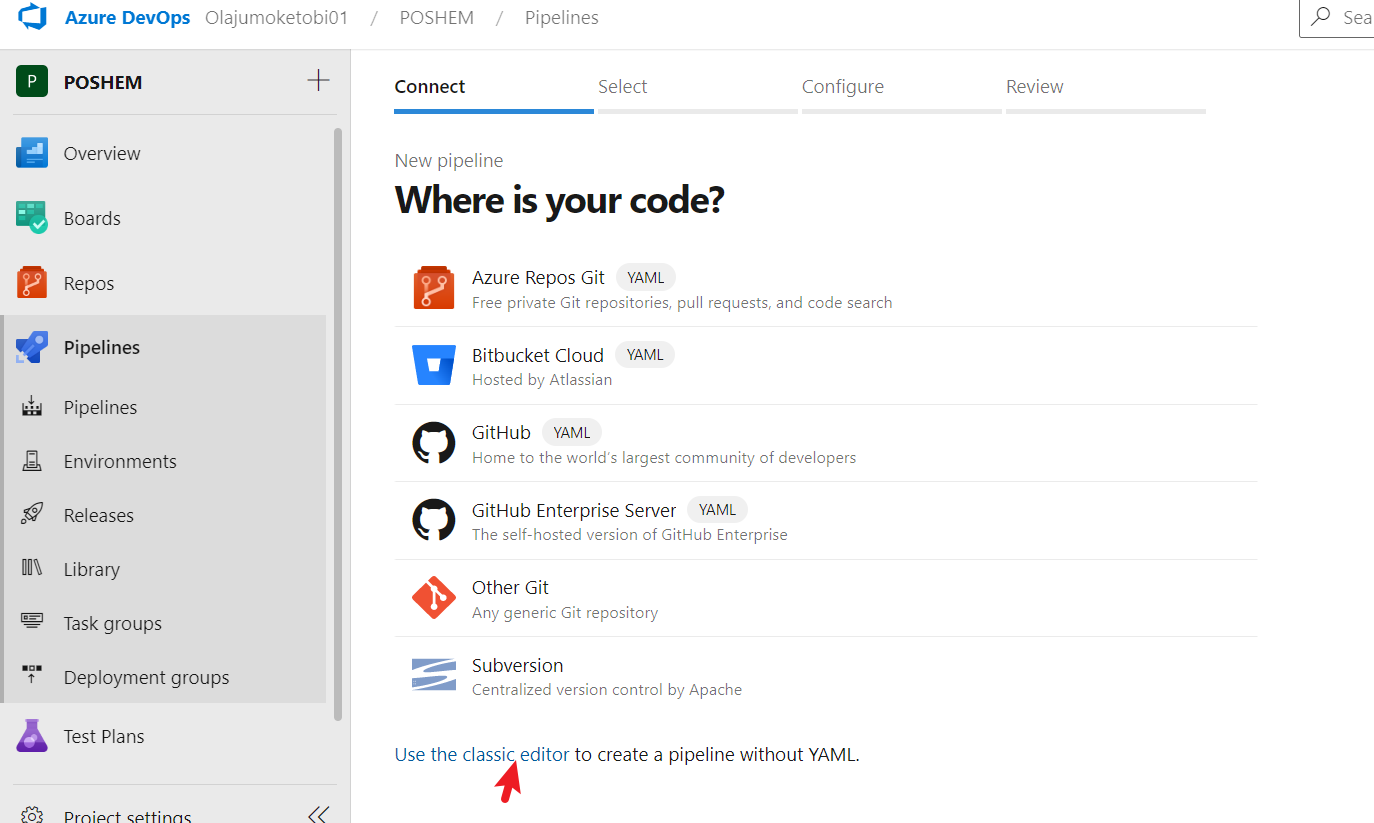 Azure DevOps Olajumoketobi01 / POSHEM / Pipelines
Sea
P POSHEM
Overview
Boards
Repos
Pipelines
Pipelines
Environments
Releases
Library
Task groups
Deployment groups
Test Plans
Project settings
Connect Select Configure Review
New pipeline
Where is your code?
Azure Repos Git YAML
Free private Git repositories, pull requests, and code search
Bitbucket Cloud YAML
Hosted by Atlassian
GitHub YAML
Home to the world's largest community of developers
GitHub Enterprise Server YAML
The self-hosted version of GitHub Enterprise
Other Git
Any generic Git repository
Subversion
Centralized version control by Apache
Use the classic editor to create a pipeline without YAML.